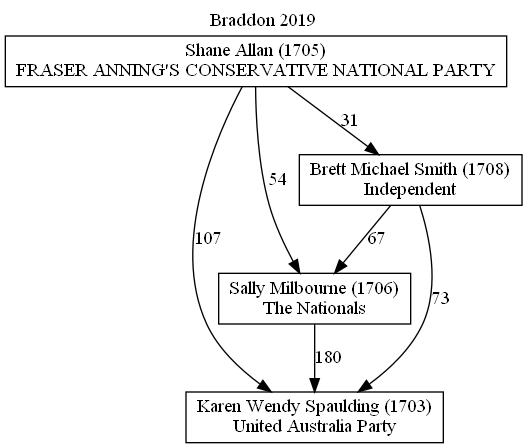 Braddon 2019
Shane Allan (1705)
FRASER ANNING'S CONSERVATIVE NATIONAL PARTY
31
Brett Michael Smith (1708)
Independent
54
107
67
73
Sally Milbourne (1706)
The Nationals
180
Karen Wendy Spaulding (1703)
United Australia Party